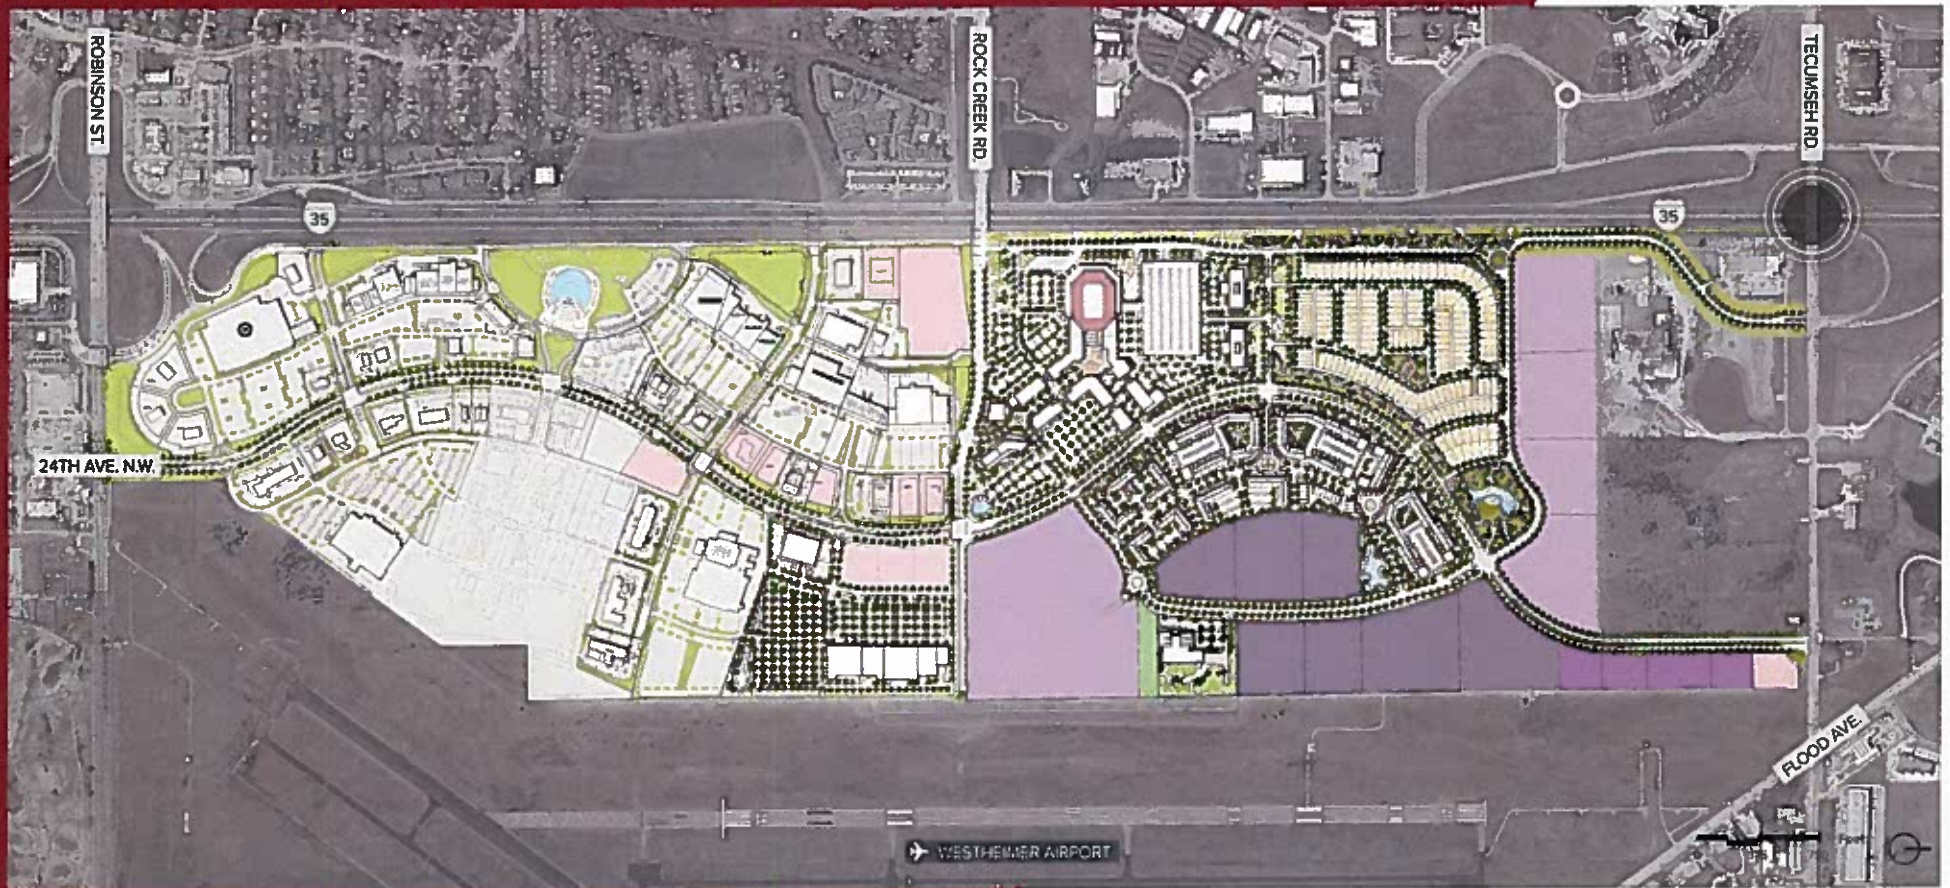 ROBINSON ST.
ROCK CREEK RD.
TECUMSEH RD.
35
35
24TH AVE. N.W.
FLOOD AVE.
WESTHEIMER AIRPORT